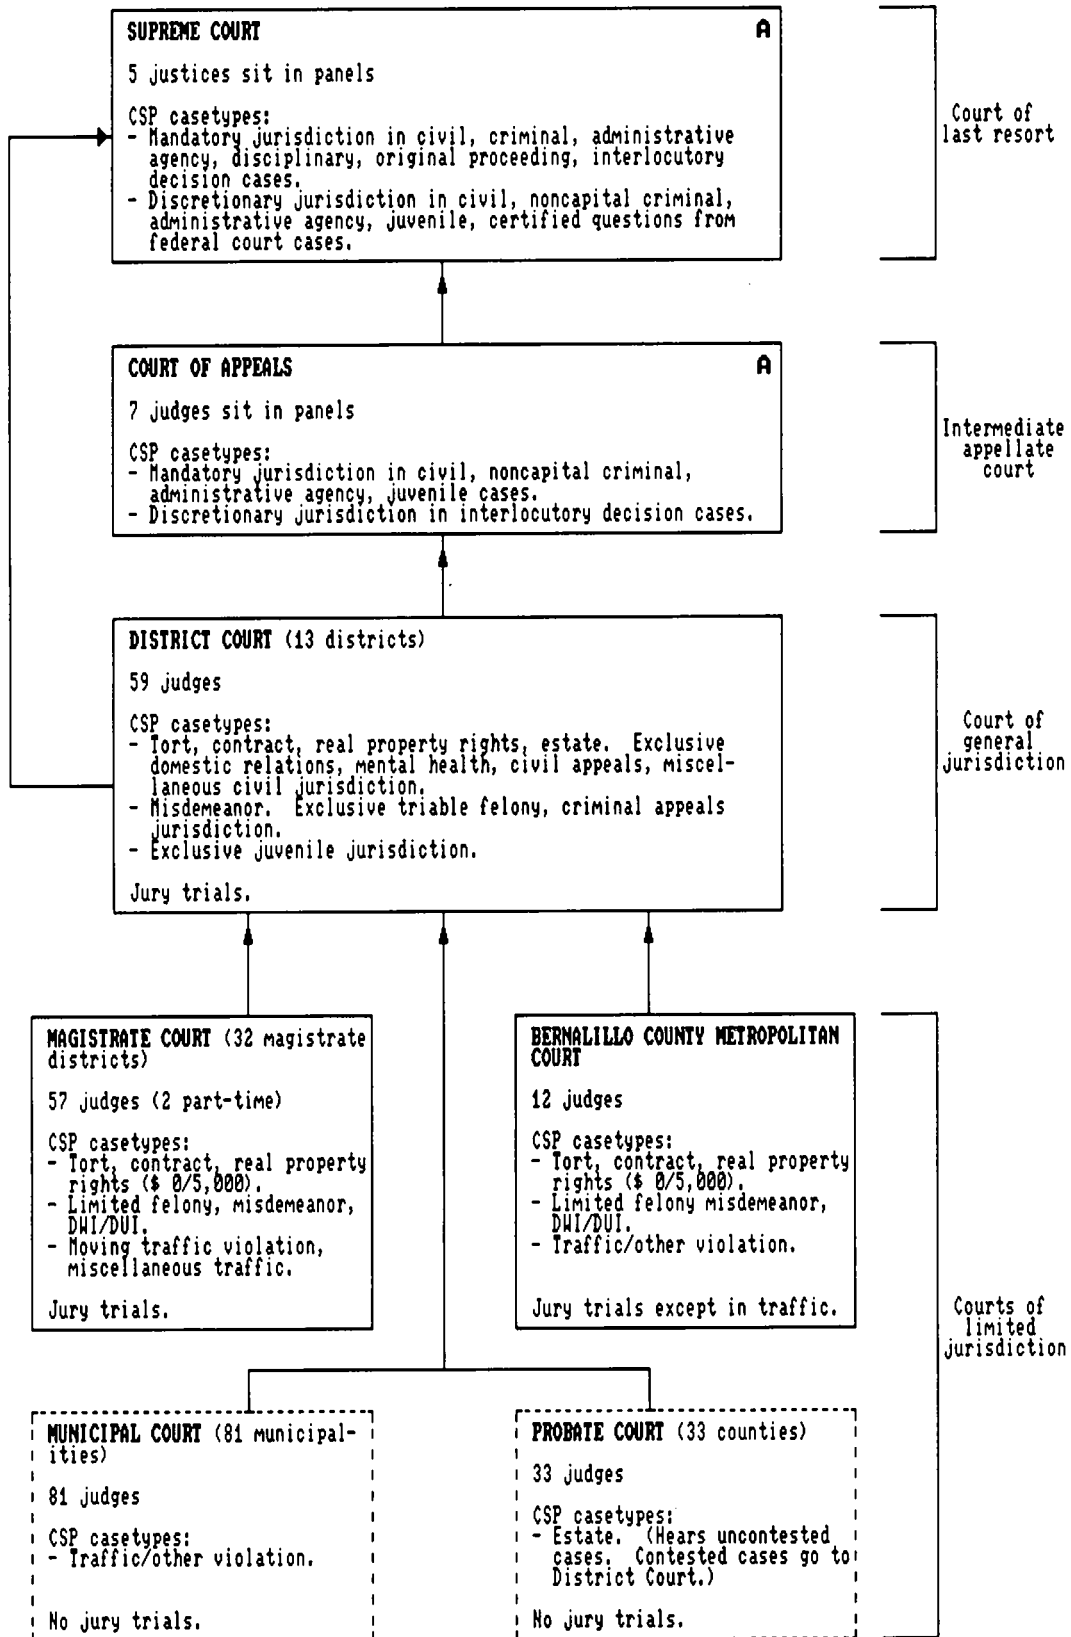 SUPREME COURT A
5 justices sit in panels
CSP casetypes:
- Mandatory jurisdiction in civil, criminal, administrative
agency, disciplinary, original proceeding, interlocutory
decision cases.
- Discretionary jurisdiction in civil, noncapital criminal,
administrative agency, juvenile, certified questions from
federal court cases.
Court of
last resort
COURT OF APPEALS A
7 judges sit in panels
CSP casetypes:
- Mandatory jurisdiction in civil, noncapital criminal,
administrative agency, juvenile cases.
- Discretionary jurisdiction in interlocutory decision cases.
Intermediate
appellate
court
DISTRICT COURT (13 districts)
59 judges
CSP casetypes:
- Tort, contract, real property rights, estate. Exclusive
domestic relations, mental health, civil appeals, miscel-
laneous civil jurisdiction.
- Misdemeanor. Exclusive triable felony, criminal appeals
jurisdiction.
- Exclusive juvenile jurisdiction.
Jury trials.
Court of
general
jurisdiction
MAGISTRATE COURT (32 magistrate
districts)
57 judges (2 part-time)
CSP casetypes:
- Tort, contract, real property
rights ($ 0/5,000).
- Limited felony, misdemeanor,
DWI/DUI.
- Moving traffic violation,
miscellaneous traffic.
Jury trials.
BERNALILLO COUNTY METROPOLITAN
COURT
12 judges
CSP casetypes:
- Tort, contract, real property
rights ($ 0/5,000).
- Limited felony misdemeanor,
DWI/DUI.
- Traffic/other violation.
Jury trials except in traffic.
Courts of
limited
jurisdiction
MUNICIPAL COURT (81 municipal-
ities)
81 judges
CSP casetypes:
- Traffic/other violation.
No jury trials.
PROBATE COURT (33 counties)
33 judges
CSP casetypes:
- Estate. (Hears uncontested
cases. Contested cases go to
District Court.)
No jury trials.